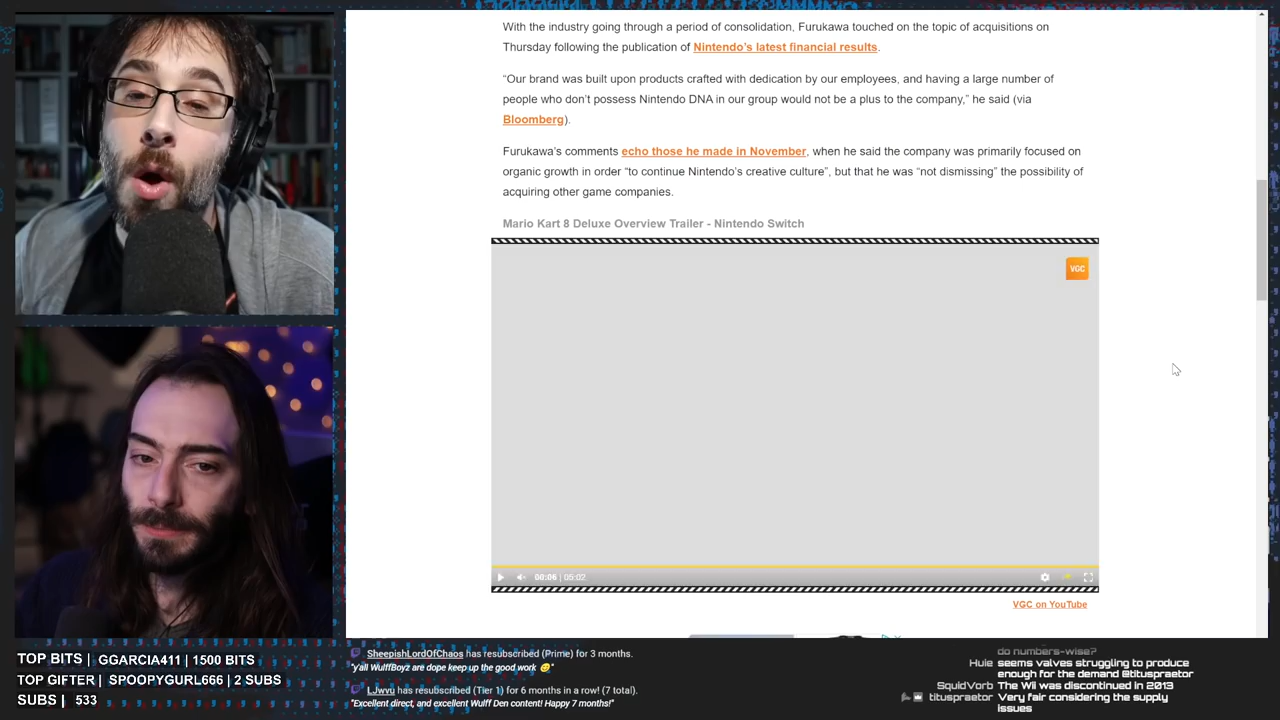 With the industry going through a period of consolidation, Furukawa touched on the topic of acquisitions on
Thursday following the publication of Nintendo’s latest financial results.
“Our brand was built upon products crafted with dedication by our employees, and having a large number of
people who don’t possess Nintendo DNA in our group would not be a plus to the company,” he said (via
Bloomberg).
Furukawa’s comments echo those he made in November, when he said the company was primarily focused on
organic growth in order “to continue Nintendo’s creative culture”, but that he was “not dismissing” the possibility of
acquiring other game companies.
Mario Kart 8 Deluxe Overview Trailer - Nintendo Switch
VGC
00:06 | 05:02
VGC on YouTube
TOP BITS | GGARCIA411 | 1500 BITS
TOP GIFTER | SPOOPYGURL666 | 2 SUBS
SUBS | 533
SheepishLordOfChaos has resubscribed (Prime) for 3 months.
"y'all WulffBoyz are dope keep up the good work 😊"
LJwvu has resubscribed (Tier 1) for 6 months in a row! (7 total).
"Excellent direct, and excellent Wulff Den content! Happy 7 months!"
do numbers-wise?
Huie seems valves struggling to produce
enough for the demand @tituspraetor
SquidVorb The Wii was discontinued in 2013
tituspraetor Very fair considering the supply
issues